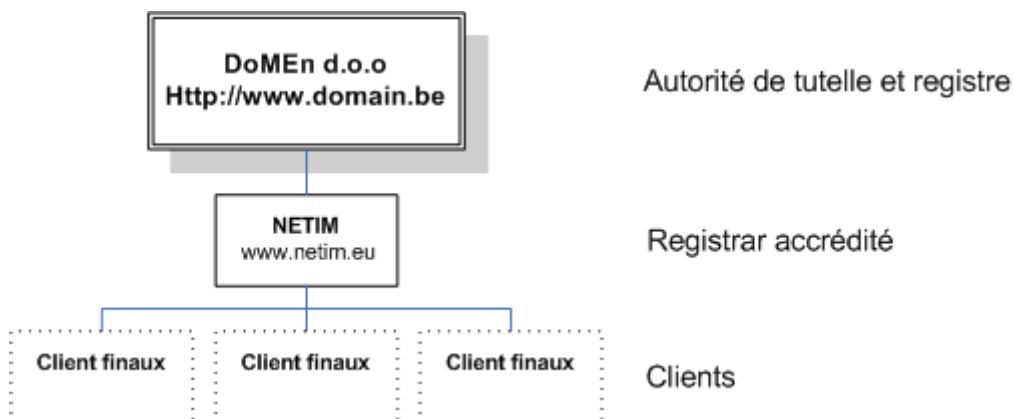 DoMEn d.o.o
Http://www.domain.be
Autorité de tutelle et registre
NETIM
www.netim.eu
Registrar accrédité
Client finaux
Client finaux
Client finaux
Clients